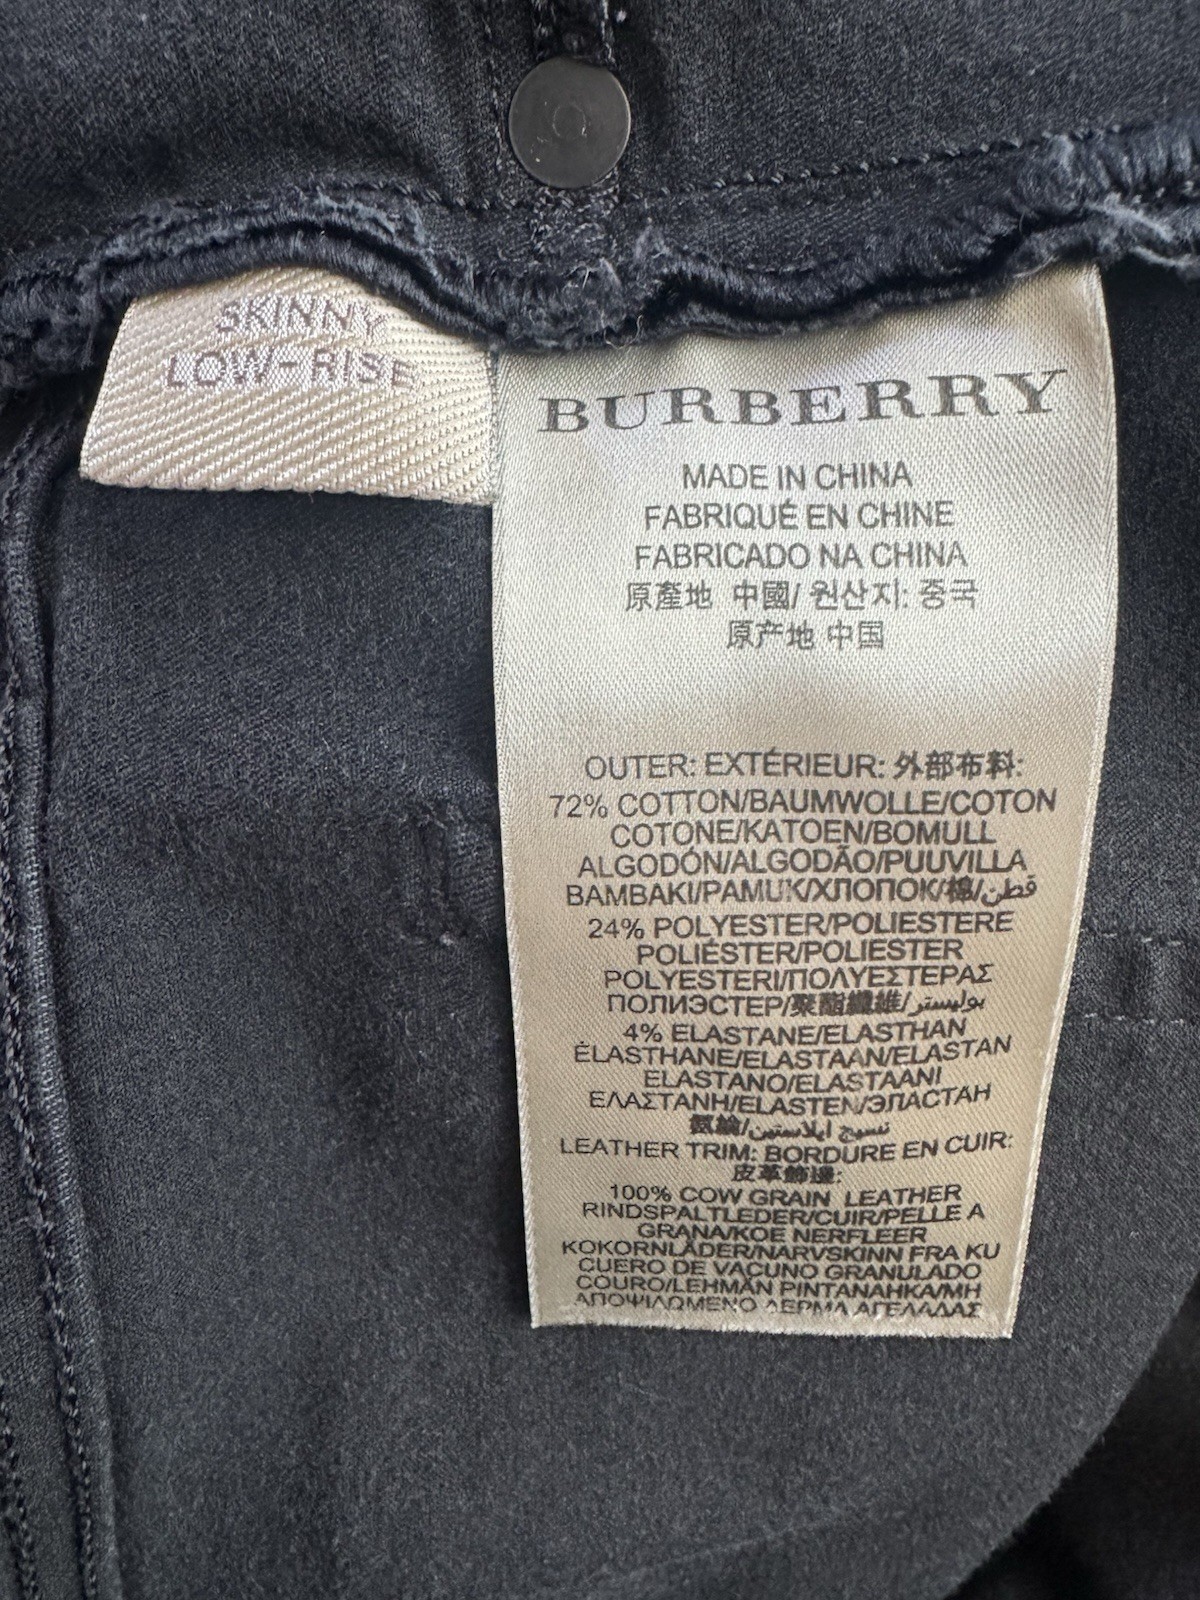 SKINNY
LOW-RISE
BURBERRY
MADE IN CHINA
FABRIQUÉ EN CHINE
FABRICADO NA CHINA
原產地 中國/ 원산지: 중국
原产地 中国
OUTER: EXTÉRIEUR: 外部布料:
72% COTTON/BAUMWOLLE/COTON
COTONE/KATOEN/BOMULL
ALGODÓN/ALGODÃO/PUUVILLA
BAMBAKI/PAMUK/ХЛОПОК/棉/قطن
24% POLYESTER/POLIESTERE
POLIÉSTER/POLIESTER
POLYESTERI/ΠΟΛΥΕΣΤΕΡΑΣ
ПОЛИЭСТЕР/聚酯纖維/بوليستر
4% ELASTANE/ELASTHAN
ÉLASTHANE/ELASTAAN/ELASTAN
ELASTANO/ELASTAANI
ΕΛΑΣΤΑΝΗ/ELASTEN/ЭЛАСТАН
氨綸/نسيج ايلاستين
LEATHER TRIM: BORDURE EN CUIR:
皮革飾邊:
100% COW GRAIN LEATHER
RINDSPALTLEDER/CUIR/PELLE A
GRANA/KOE NERFLEER
KOKORNLÄDER/NARVSKINN FRA KU
CUERO DE VACUNO GRANULADO
COURO/LEHMÄN PINTANAHKA/ΜΗ
ΑΠΟΨΙΛΩΜΕΝΟ ΔΕΡΜΑ ΑΓΕΛΑΔΑΣ